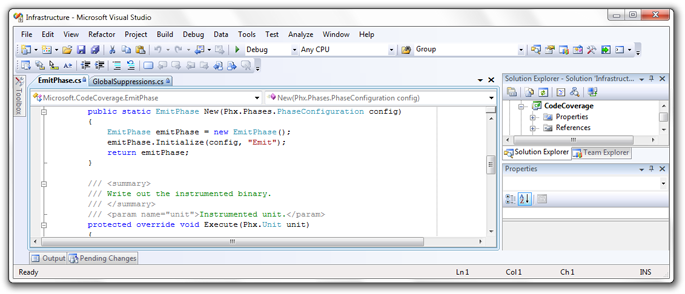 Infrastructure - Microsoft Visual Studio
File Edit View Refactor Project Build Debug Data Tools Test Analyze Window Help
Debug Any CPU Group
Toolbox
EmitPhase.cs GlobalSuppressions.cs
Microsoft.CodeCoverage.EmitPhase New(Phx.Phases.PhaseConfiguration config)
public static EmitPhase New(Phx.Phases.PhaseConfiguration config)
{
EmitPhase emitPhase = new EmitPhase();
emitPhase.Initialize(config, "Emit");
return emitPhase;
}
/// <summary>
/// Write out the instrumented binary.
/// </summary>
/// <param name="unit">Instrumented unit.</param>
protected override void Execute(Phx.Unit unit)
{
Solution Explorer - Solution 'Infrastruct...
CodeCoverage
Properties
References
Solution Explorer Team Explorer
Properties
Output Pending Changes
Ready Ln 1 Col 1 Ch 1 INS